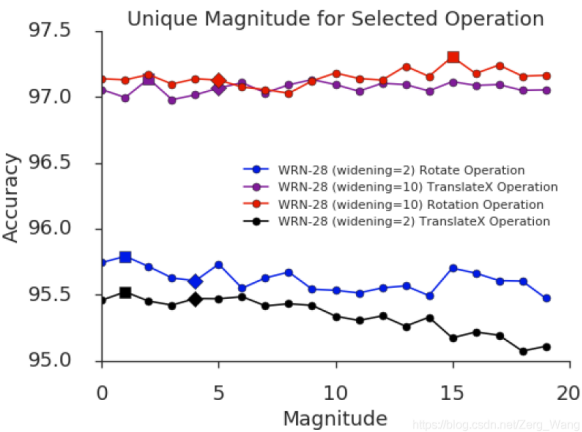 Unique Magnitude for Selected Operation
97.5
97.0
96.5
96.0
95.5
95.0
Accuracy
WRN-28 (widening=2) Rotate Operation
WRN-28 (widening=10) TranslateX Operation
WRN-28 (widening=10) Rotation Operation
WRN-28 (widening=2) TranslateX Operation
0 5 10 15 20
Magnitude
https://blog.csdn.net/Zerg_Wang